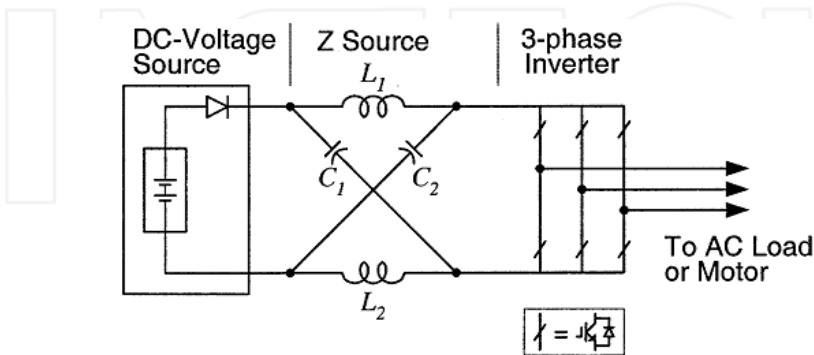 DC-Voltage
Source
Z Source
3-phase
Inverter
L1
C1
C2
L2
To AC Load
or Motor
=